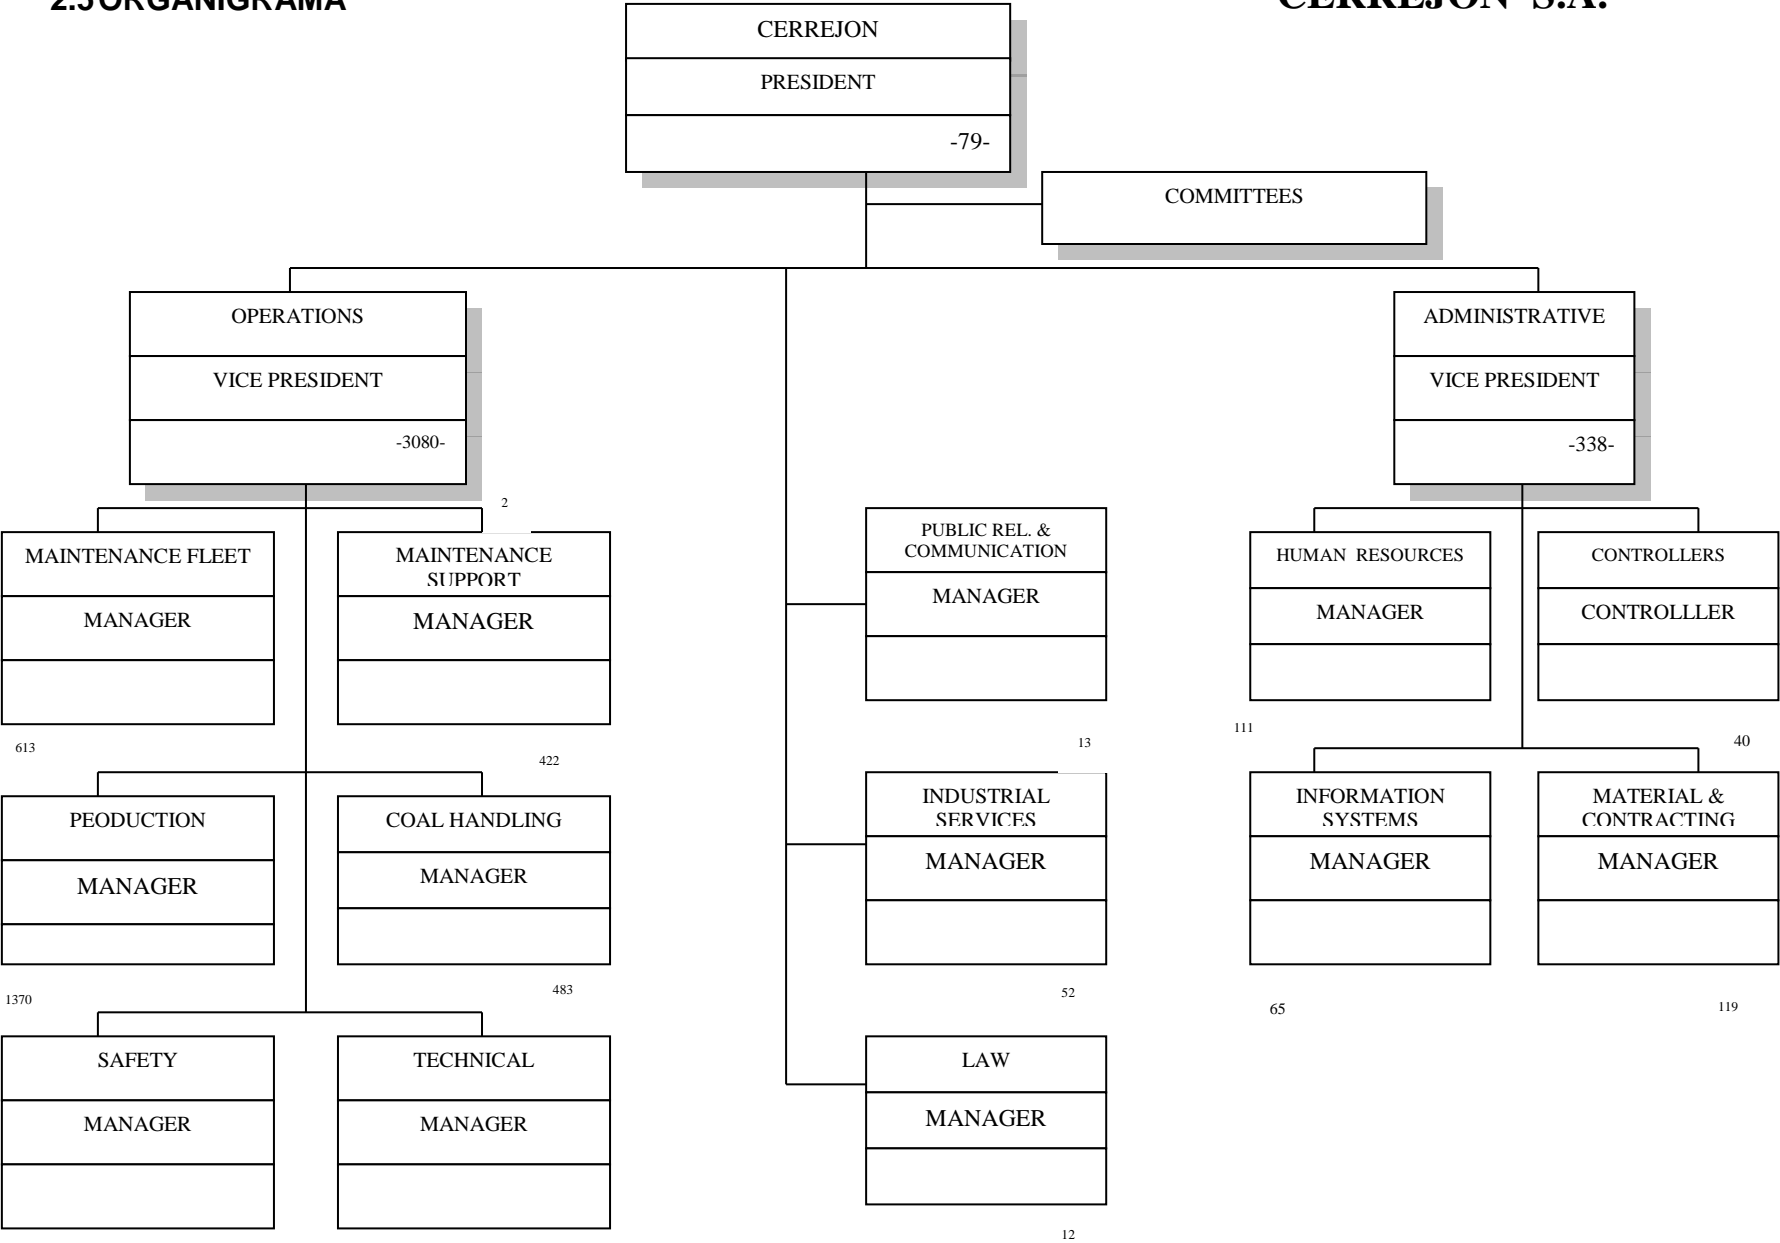 2.3 ORGANIGRAMA
CERREJON S.A.
CERREJON
PRESIDENT
-79-
COMMITTEES
OPERATIONS
VICE PRESIDENT
-3080-
ADMINISTRATIVE
VICE PRESIDENT
-338-
2
MAINTENANCE FLEET
MANAGER
613
MAINTENANCE
SUPPORT
MANAGER
422
PUBLIC REL. &
COMMUNICATION
MANAGER
13
HUMAN RESOURCES
MANAGER
111
CONTROLLERS
CONTROLLLER
40
PEODUCTION
MANAGER
1370
COAL HANDLING
MANAGER
483
INDUSTRIAL
SERVICES
MANAGER
52
INFORMATION
SYSTEMS
MANAGER
65
MATERIAL &
CONTRACTING
MANAGER
119
SAFETY
MANAGER
TECHNICAL
MANAGER
LAW
MANAGER
12